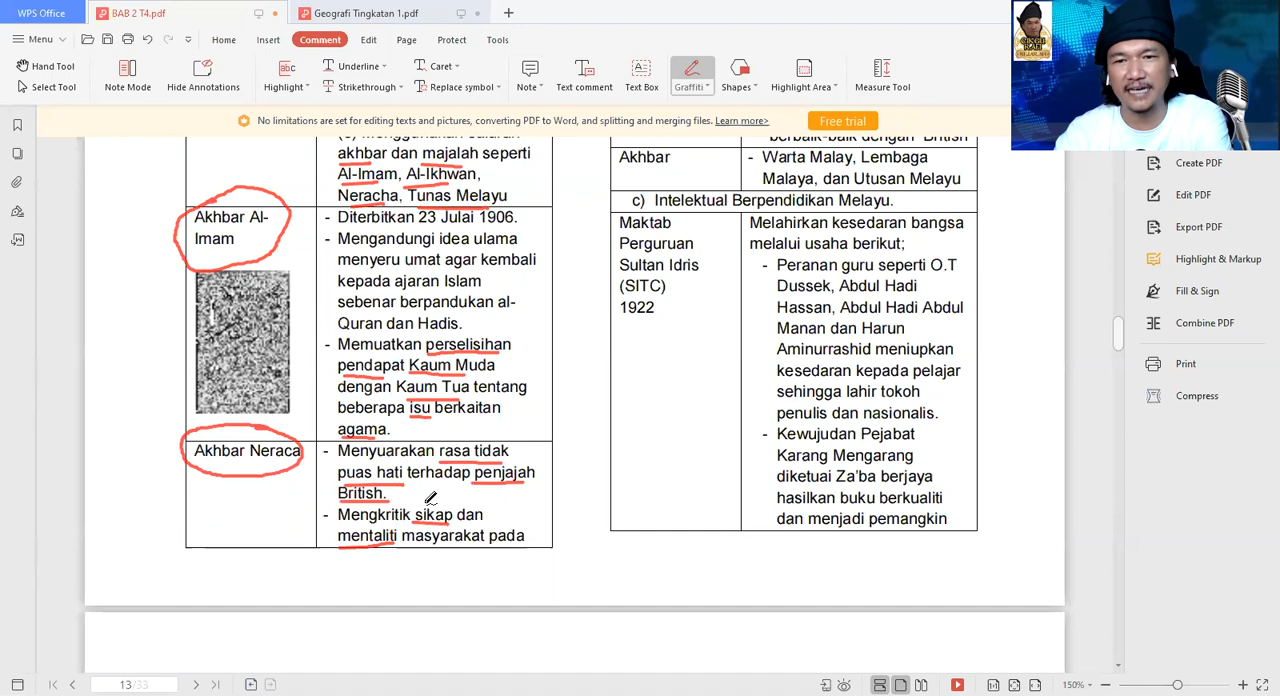 WPS Office
BAB 2 T4.pdf
Geografi Tingkatan 1.pdf
Menu
Home
Insert
Comment
Edit
Page
Protect
Tools
Hand Tool
Select Tool
Note Mode
Hide Annotations
Highlight
Underline
Strikethrough
Caret
Replace symbol
Note
Text comment
Text Box
Graffiti
Shapes
Highlight Area
Measure Tool
No limitations are set for editing texts and pictures, converting PDF to Word, and splitting and merging files. Learn more>
Free trial
akhbar dan majalah seperti
Al-Imam, Al-Ikhwan,
Neracha, Tunas Melayu
Akhbar Al-
Imam
- Diterbitkan 23 Julai 1906.
- Mengandungi idea ulama
menyeru umat agar kembali
kepada ajaran Islam
sebenar berpandukan al-
Quran dan Hadis.
- Memuatkan perselisihan
pendapat Kaum Muda
dengan Kaum Tua tentang
beberapa isu berkaitan
agama.
Akhbar Neraca
- Menyuarakan rasa tidak
puas hati terhadap penjajah
British.
- Mengkritik sikap dan
mentaliti masyarakat pada
berbaik-baik dengan British
Akhbar
- Warta Malay, Lembaga
Malaya, dan Utusan Melayu
c) Intelektual Berpendidikan Melayu.
Maktab
Perguruan
Sultan Idris
(SITC)
1922
Melahirkan kesedaran bangsa
melalui usaha berikut;
- Peranan guru seperti O.T
Dussek, Abdul Hadi
Hassan, Abdul Hadi Abdul
Manan dan Harun
Aminurrashid meniupkan
kesedaran kepada pelajar
sehingga lahir tokoh
penulis dan nasionalis.
- Kewujudan Pejabat
Karang Mengarang
diketuai Za'ba berjaya
hasilkan buku berkualiti
dan menjadi pemangkin
Create PDF
Edit PDF
Export PDF
Highlight & Markup
Fill & Sign
Combine PDF
Print
Compress
13/33
150%